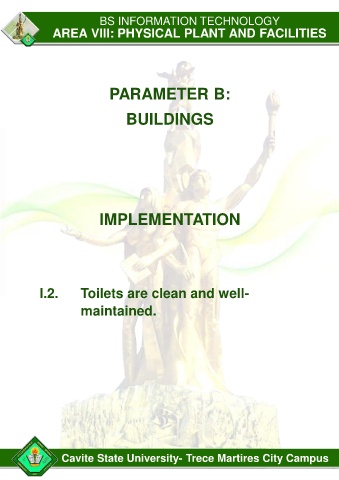 BS INFORMATION TECHNOLOGY
AREA VIII: PHYSICAL PLANT AND FACILITIES
PARAMETER B:
BUILDINGS
IMPLEMENTATION
I.2. Toilets are clean and well-
maintained.
Cavite State University- Trece Martires City Campus